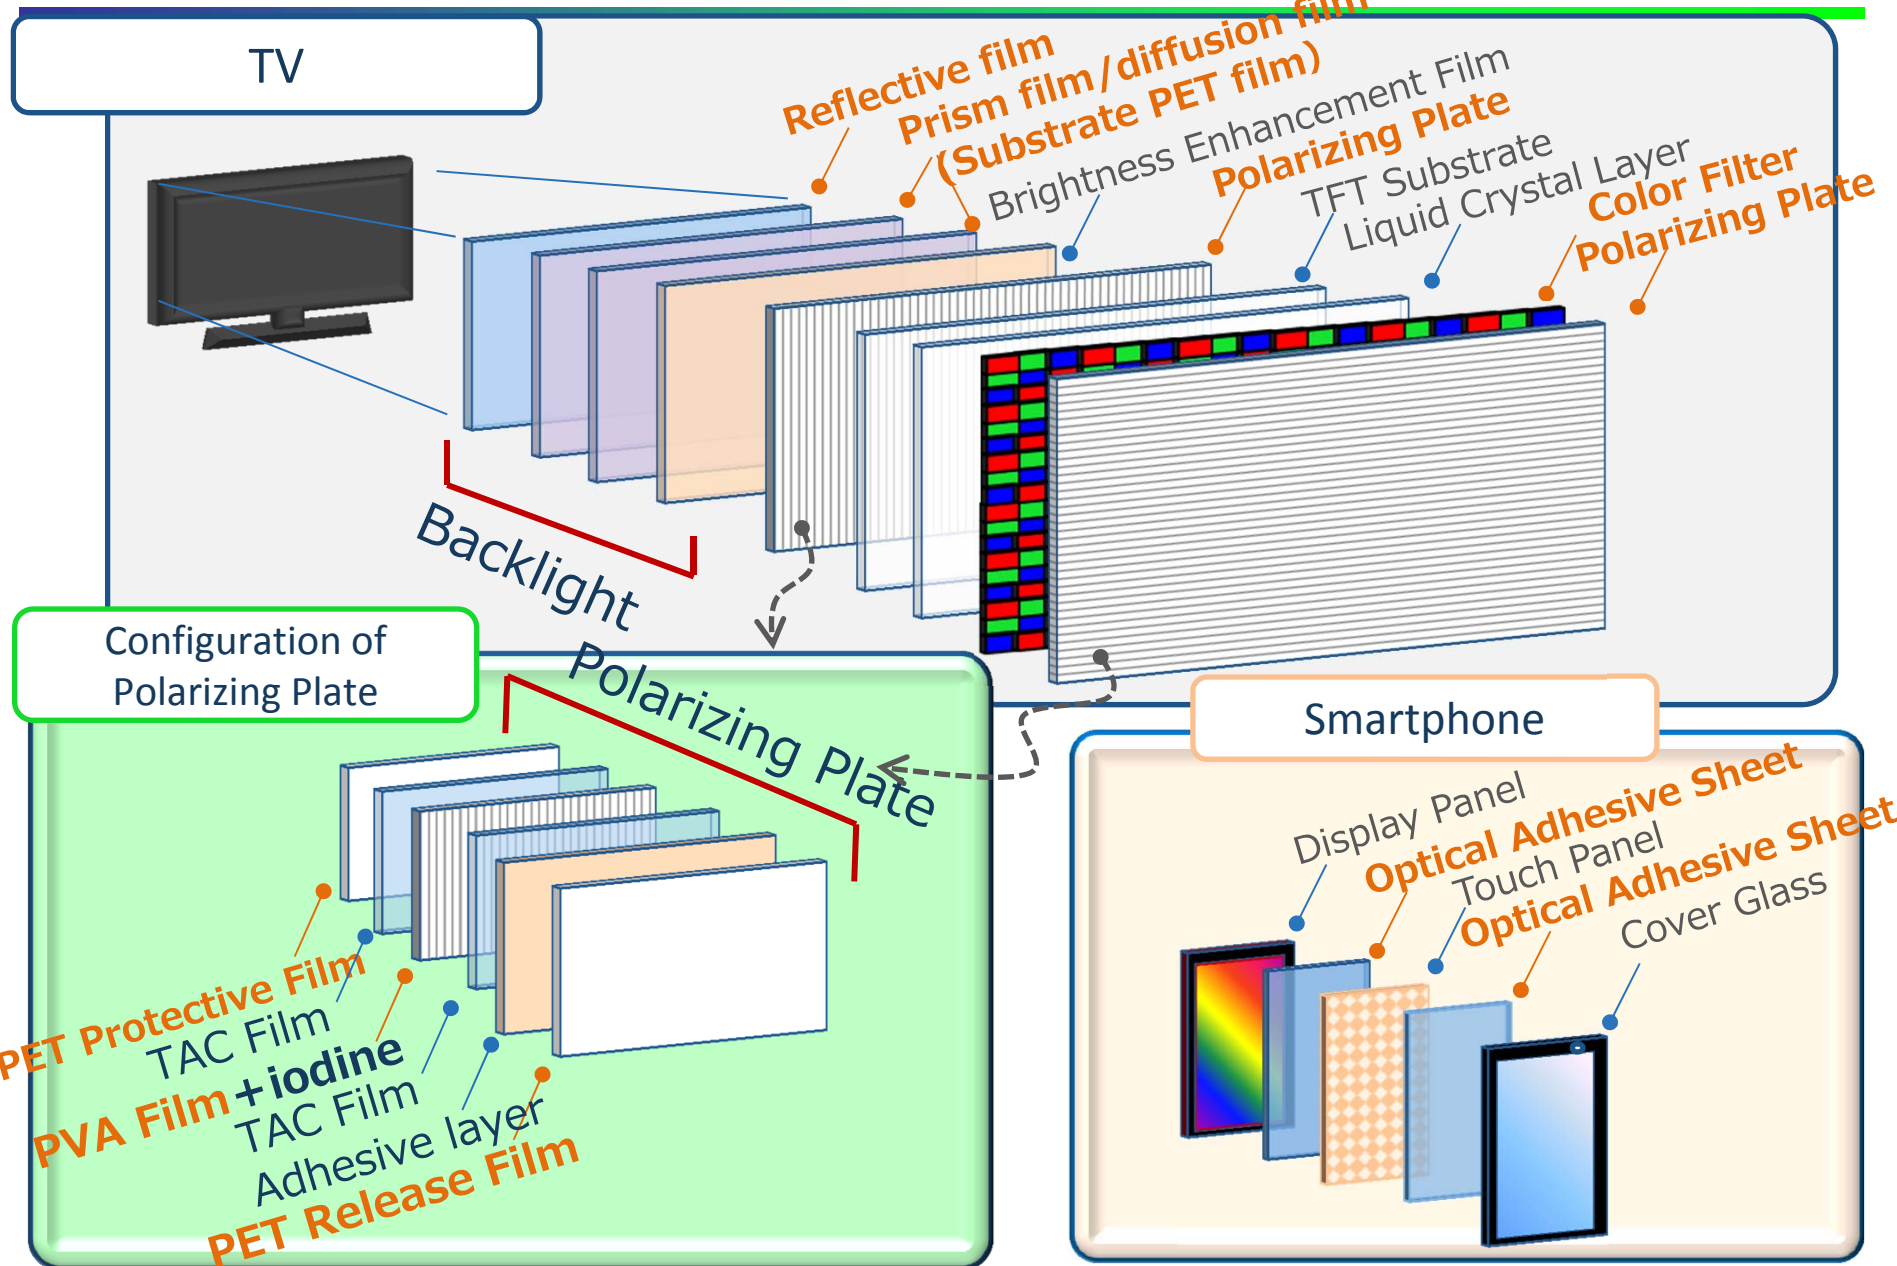 TV
Reflective film
Prism film/diffusion film
(Substrate PET film)
Brightness Enhancement Film
Polarizing Plate
TFT Substrate
Liquid Crystal Layer
Color Filter
Polarizing Plate
Backlight
Configuration of
Polarizing Plate
Polarizing Plate
PET Protective Film
TAC Film
PVA Film+iodine
TAC Film
Adhesive layer
PET Release Film
Smartphone
Display Panel
Optical Adhesive Sheet
Touch Panel
Optical Adhesive Sheet
Cover Glass